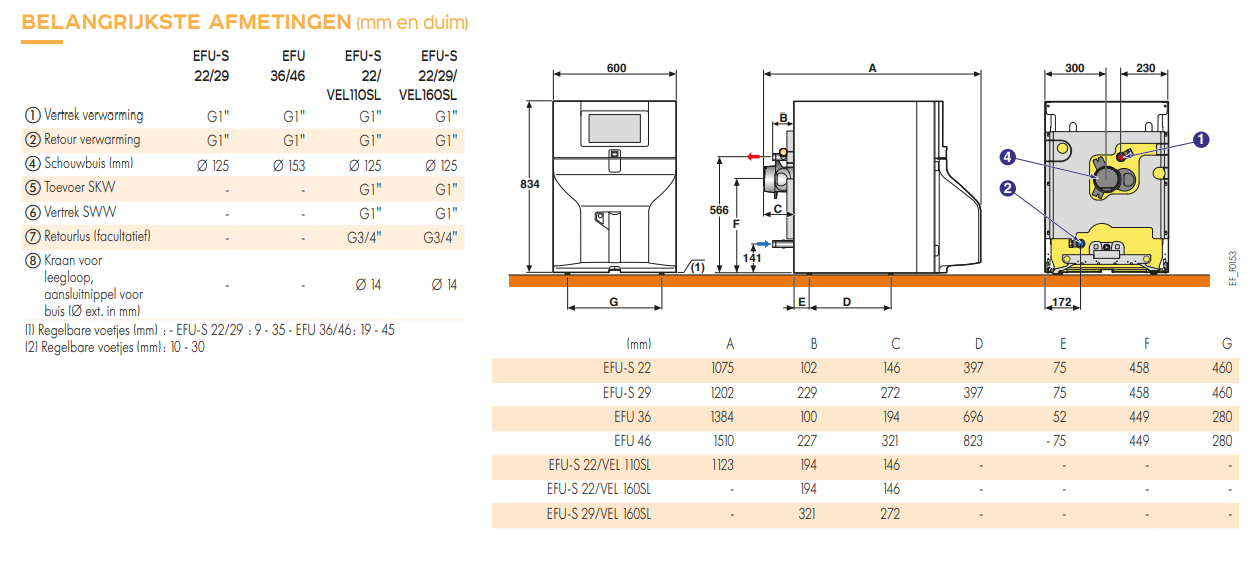 BELANGRIJKSTE AFMETINGEN (mm en duim)
EFU-S 22/29 EFU 36/46 EFU-S 22/ VEL110SL EFU-S 22/29/ VEL160SL
① Vertrek verwarming G1" G1" G1" G1"
② Retour verwarming G1" G1" G1" G1"
④ Schouwbuis (mm) Ø 125 Ø 153 Ø 125 Ø 125
⑤ Toevoer SKW - - G1" G1"
⑥ Vertrek SWW - - G1" G1"
⑦ Retourlus (facultatief) - - G3/4" G3/4"
⑧ Kraan voor
leegloop,
aansluitnippel voor
buis (Ø ext. in mm) - - Ø 14 Ø 14
(1) Regelbare voetjes (mm) : - EFU-S 22/29 : 9 - 35 - EFU 36/46 : 19 - 45
(2) Regelbare voetjes (mm) : 10 - 30
600
834
(1)
G
A
B
C
566
F
141
E D
300 230
1
4
2
172
EF_F0153
(mm) A B C D E F G
EFU-S 22 1075 102 146 397 75 458 460
EFU-S 29 1202 229 272 397 75 458 460
EFU 36 1384 100 194 696 52 449 280
EFU 46 1510 227 321 823 - 75 449 280
EFU-S 22/VEL 110SL 1123 194 146 - - - -
EFU-S 22/VEL 160SL - 194 146 - - - -
EFU-S 29/VEL 160SL - 321 272 - - - -